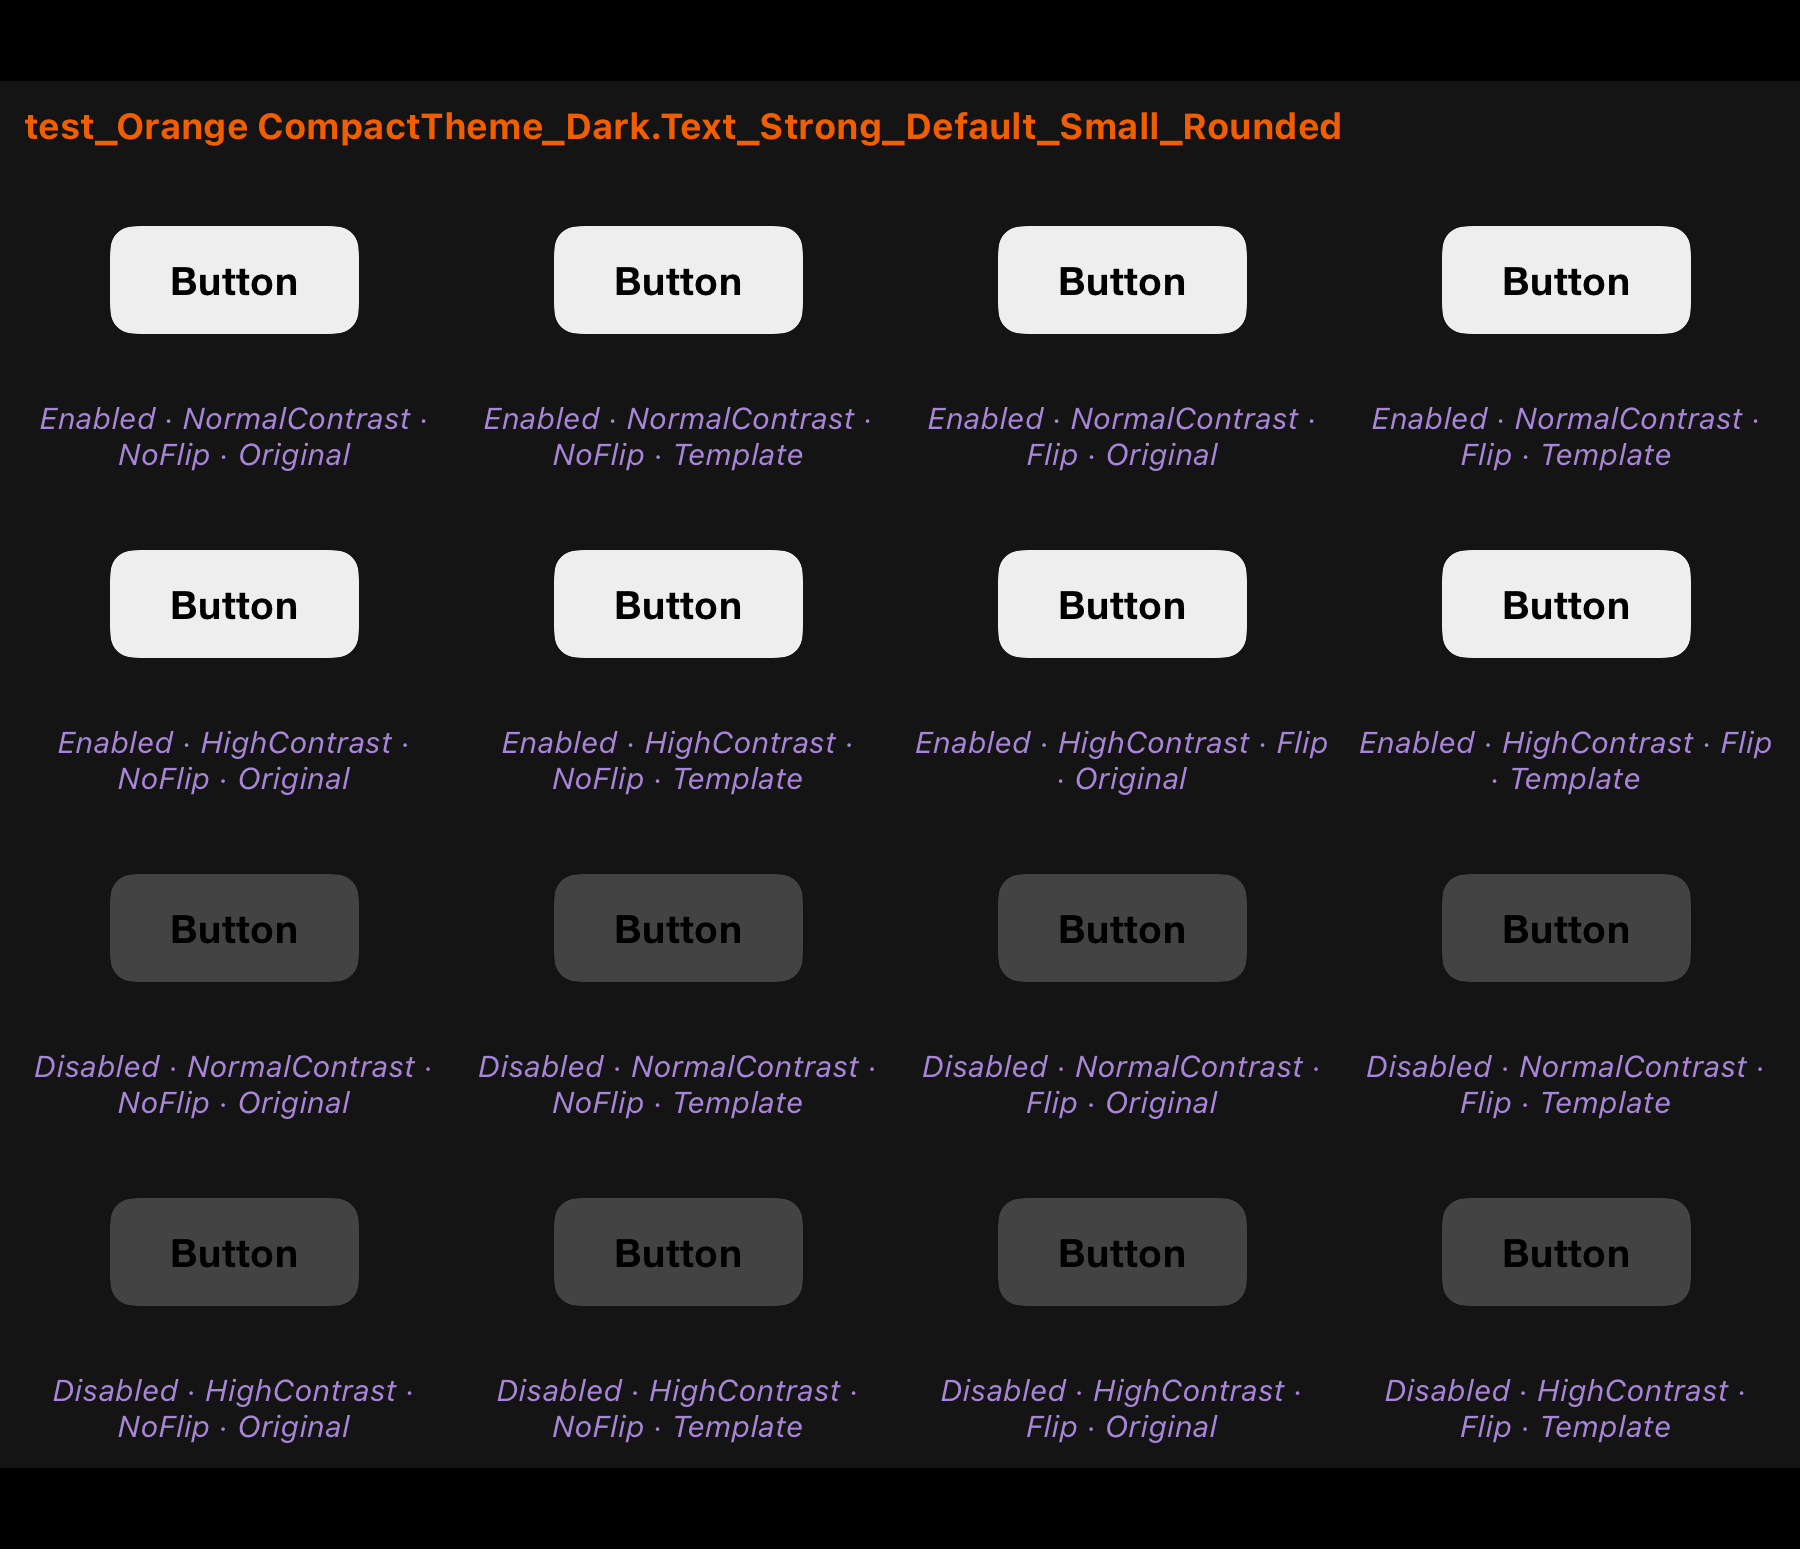 test_Orange CompactTheme_Dark.Text_Strong_Default_Small_Rounded
Button
Button
Button
Button
Enabled · NormalContrast ·
NoFlip · Original
Enabled · NormalContrast ·
NoFlip · Template
Enabled · NormalContrast ·
Flip · Original
Enabled · NormalContrast ·
Flip · Template
Button
Button
Button
Button
Enabled · HighContrast ·
NoFlip · Original
Enabled · HighContrast ·
NoFlip · Template
Enabled · HighContrast · Flip
· Original
Enabled · HighContrast · Flip
· Template
Button
Button
Button
Button
Disabled · NormalContrast ·
NoFlip · Original
Disabled · NormalContrast ·
NoFlip · Template
Disabled · NormalContrast ·
Flip · Original
Disabled · NormalContrast ·
Flip · Template
Button
Button
Button
Button
Disabled · HighContrast ·
NoFlip · Original
Disabled · HighContrast ·
NoFlip · Template
Disabled · HighContrast ·
Flip · Original
Disabled · HighContrast ·
Flip · Template